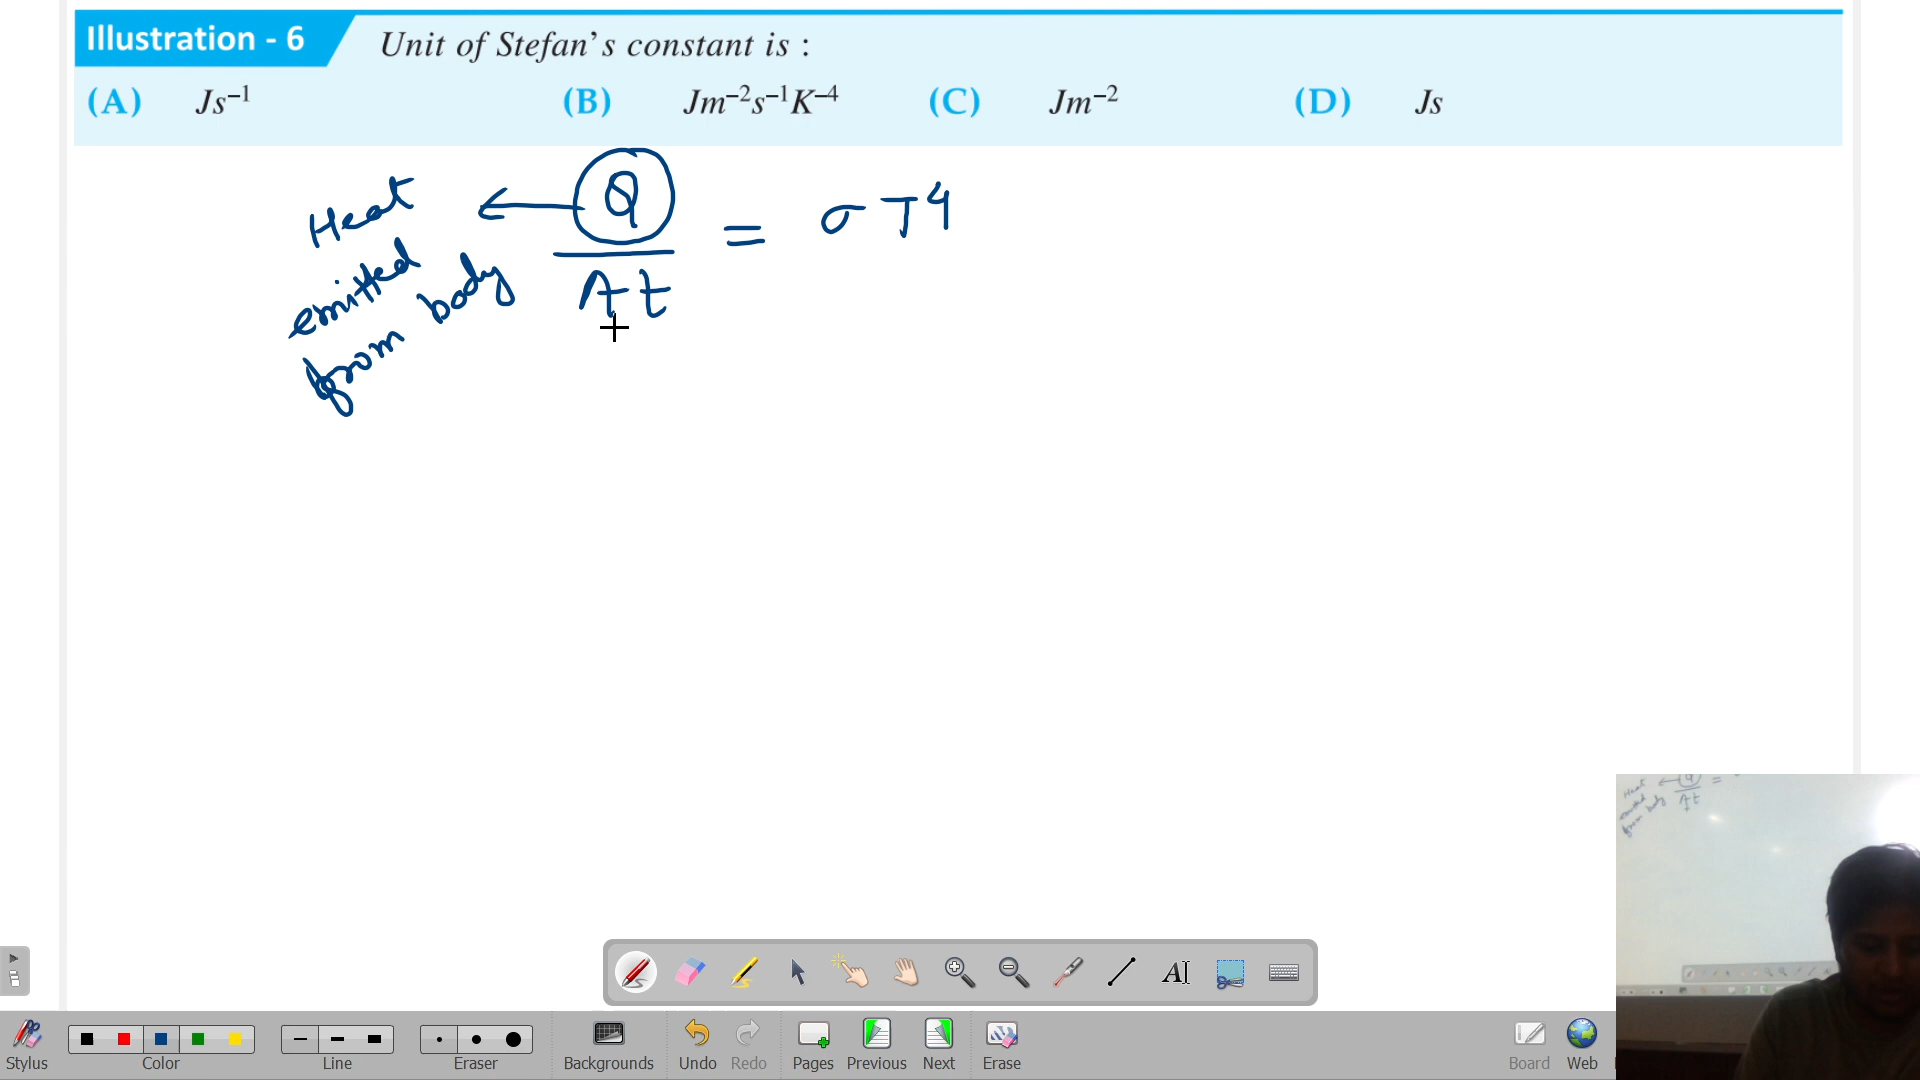 Illustration - 6 Unit of Stefan's constant is :
(A) Js⁻¹ (B) Jm⁻²s⁻¹K⁻⁴ (C) Jm⁻² (D) Js
Heat
emitted
from body
Q
At
= σT⁴
AI
Stylus Color Line Eraser Backgrounds Undo Redo Pages Previous Next Erase Board Web